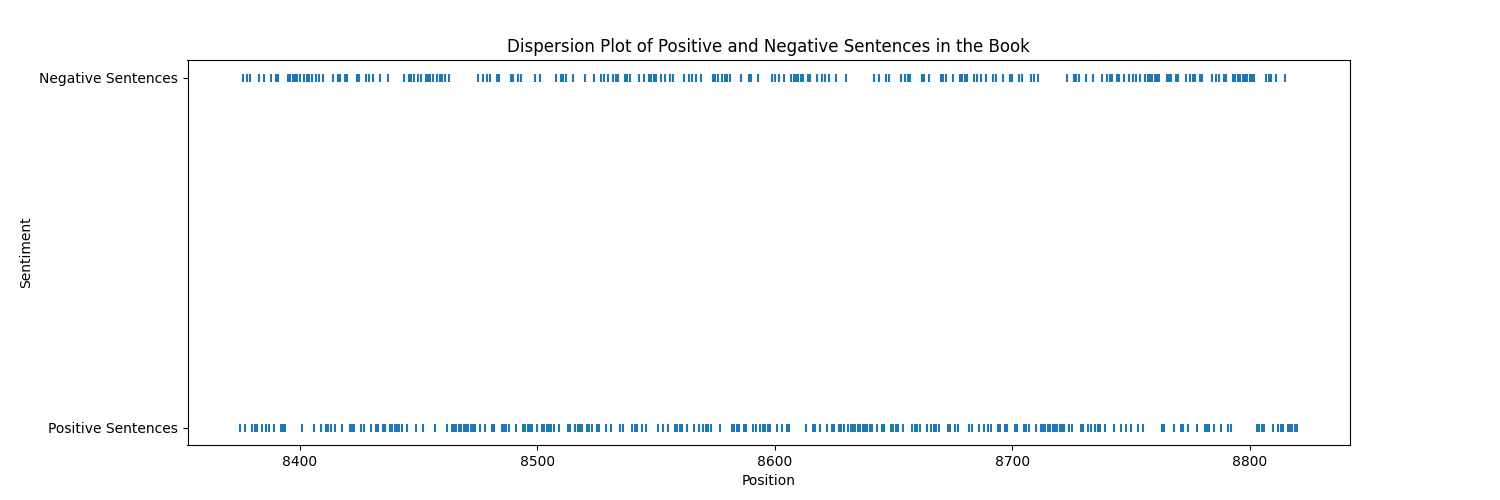 Dispersion Plot of Positive and Negative Sentences in the Book
Negative Sentences
Sentiment
Positive Sentences
8400 8500 8600 8700 8800
Position